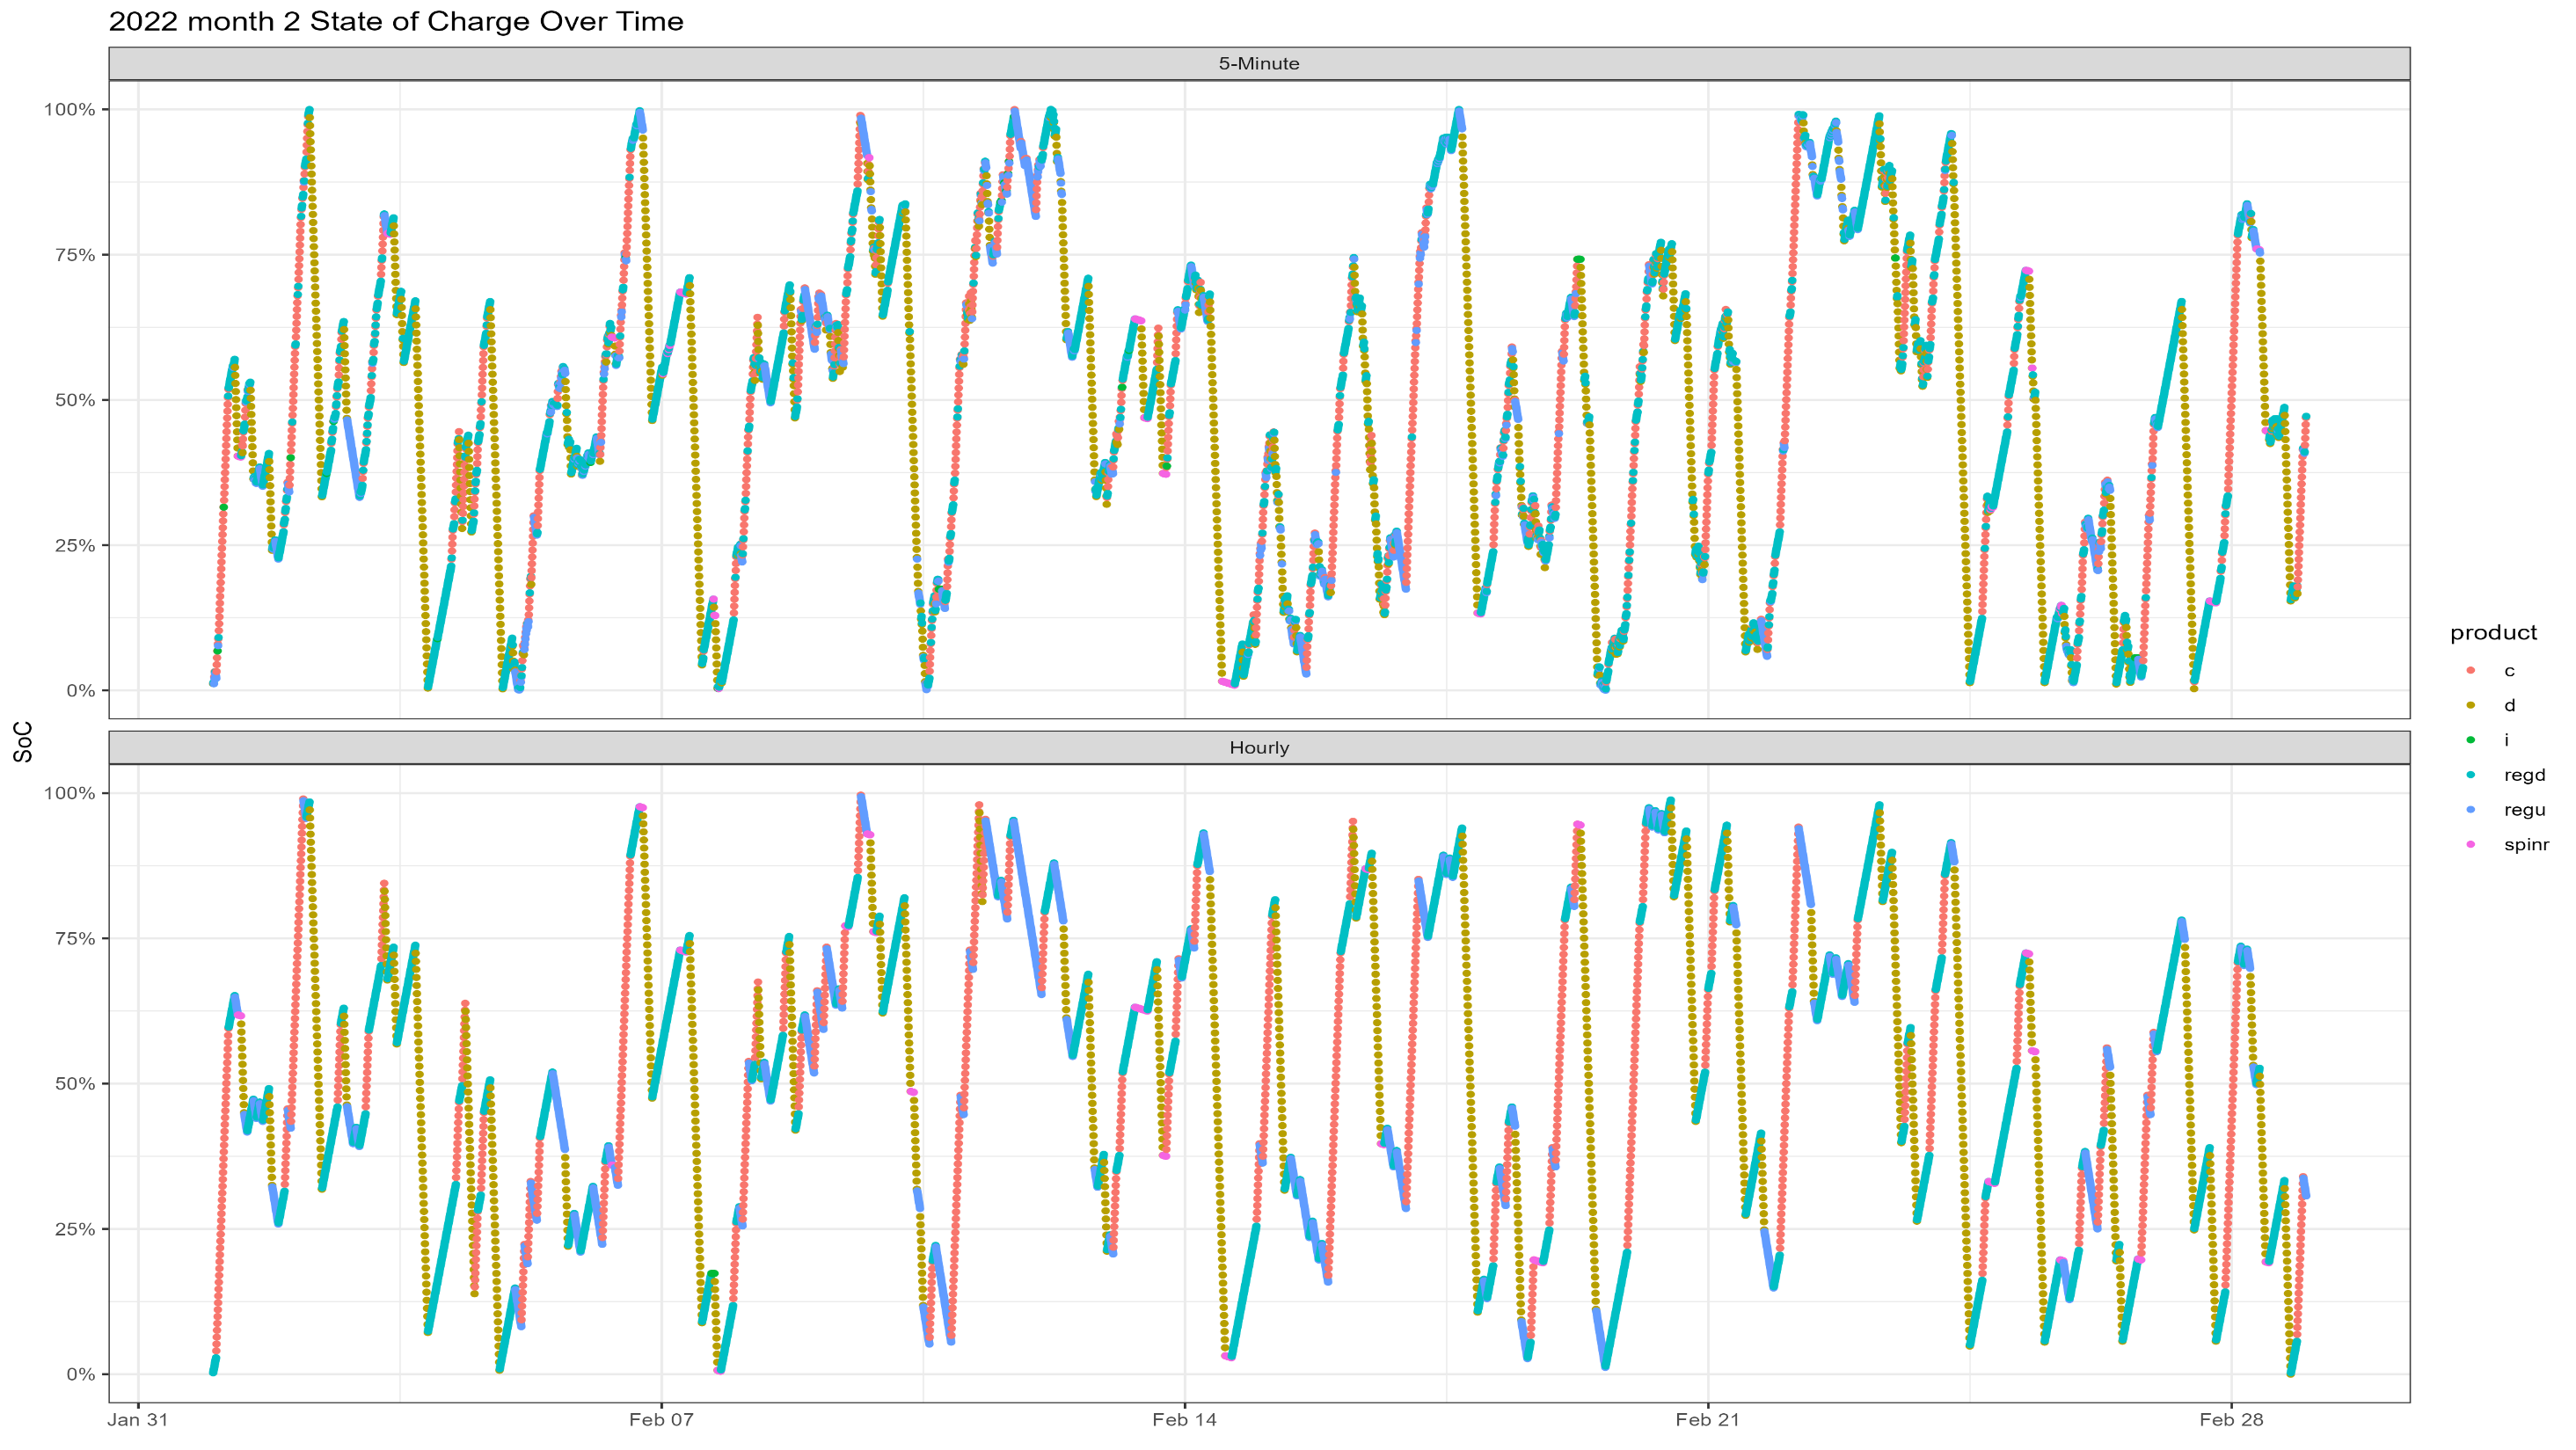 2022 month 2 State of Charge Over Time
5-Minute
100%
75%
50%
25%
0%
SoC
Hourly
100%
75%
50%
25%
0%
Jan 31
Feb 07
Feb 14
Feb 21
Feb 28
product
c
d
i
regd
regu
spinr